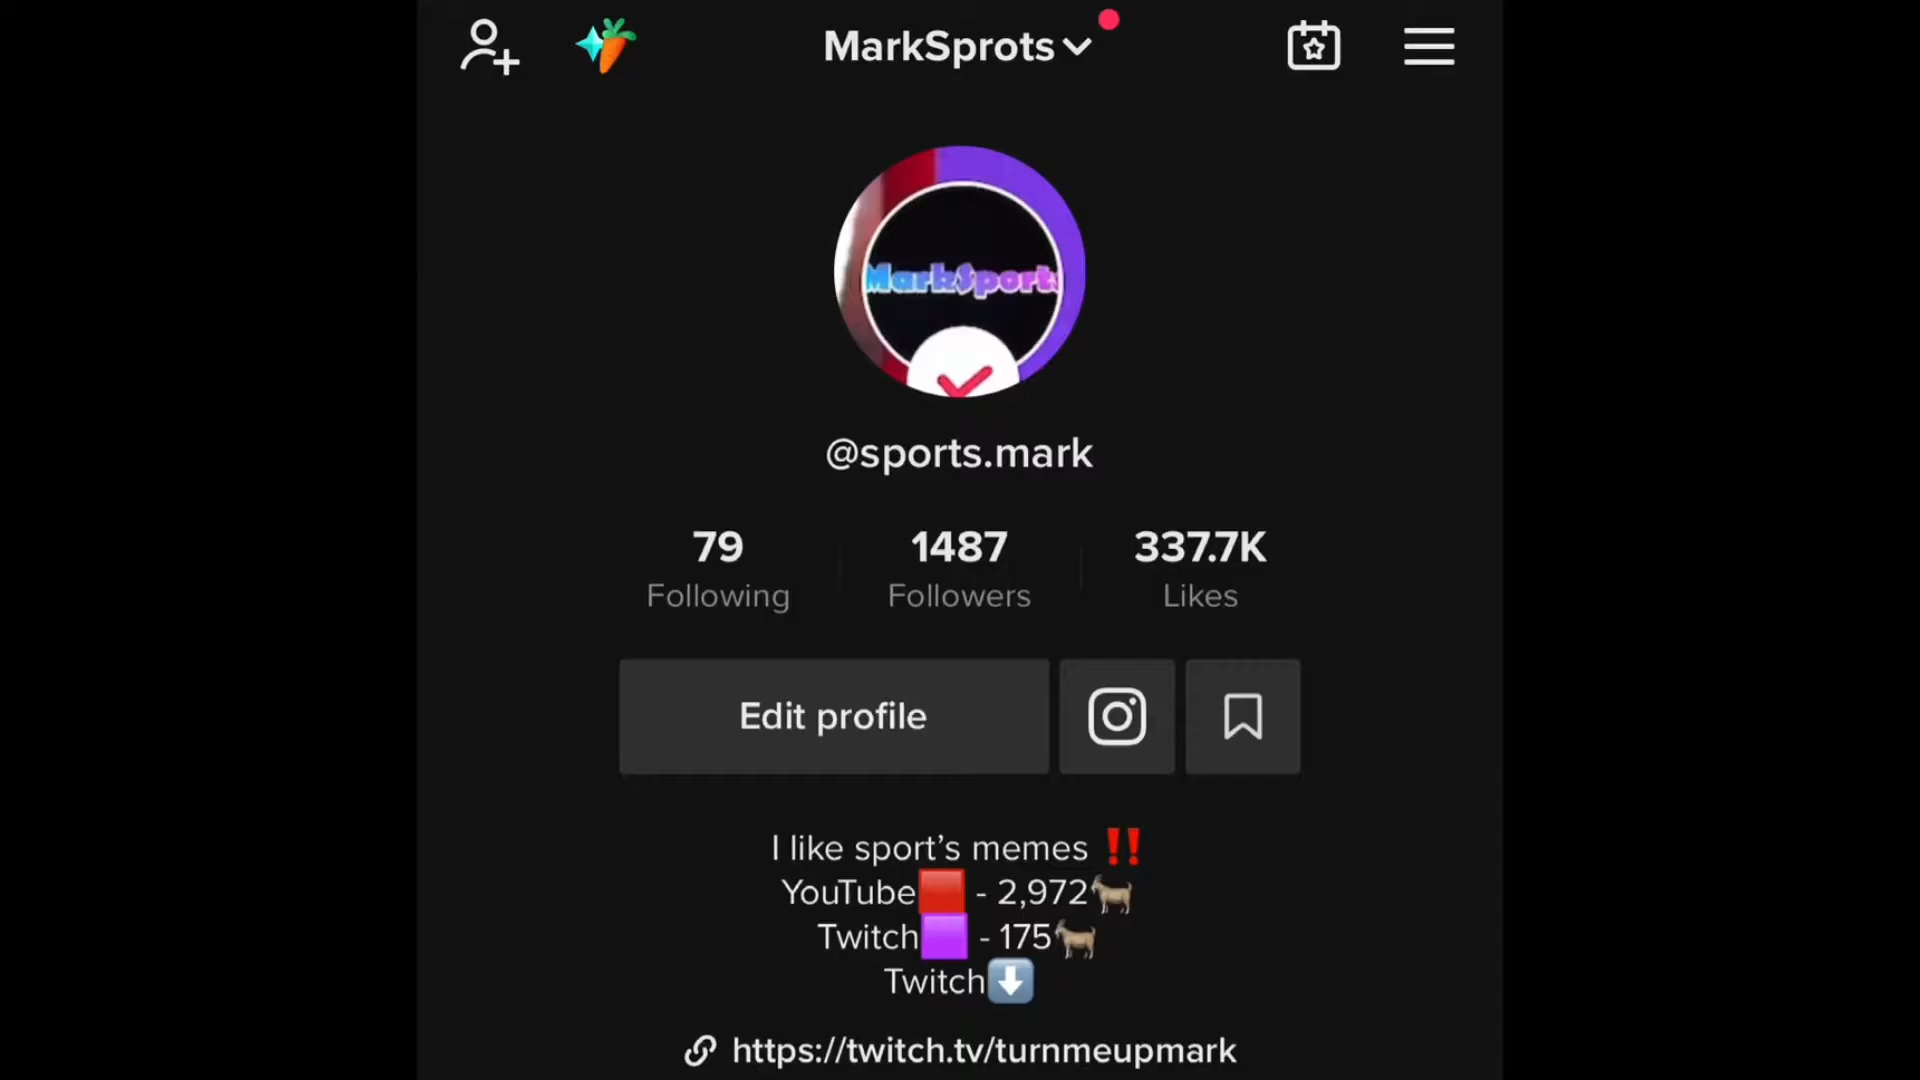 MarkSprots
MarkSports
@sports.mark
79 1487 337.7K
Following Followers Likes
Edit profile
I like sport’s memes ‼️
YouTube🟥 - 2,972🐐
Twitch🟪 - 175🐐
Twitch⬇️
https://twitch.tv/turnmeupmark